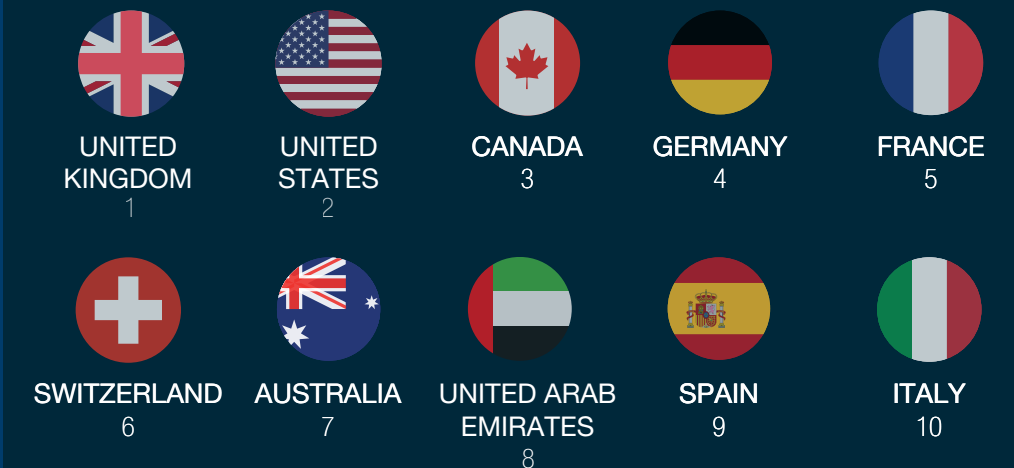 UNITED
KINGDOM
1
UNITED
STATES
2
CANADA
3
GERMANY
4
FRANCE
5
SWITZERLAND
6
AUSTRALIA
7
UNITED ARAB
EMIRATES
8
SPAIN
9
ITALY
10